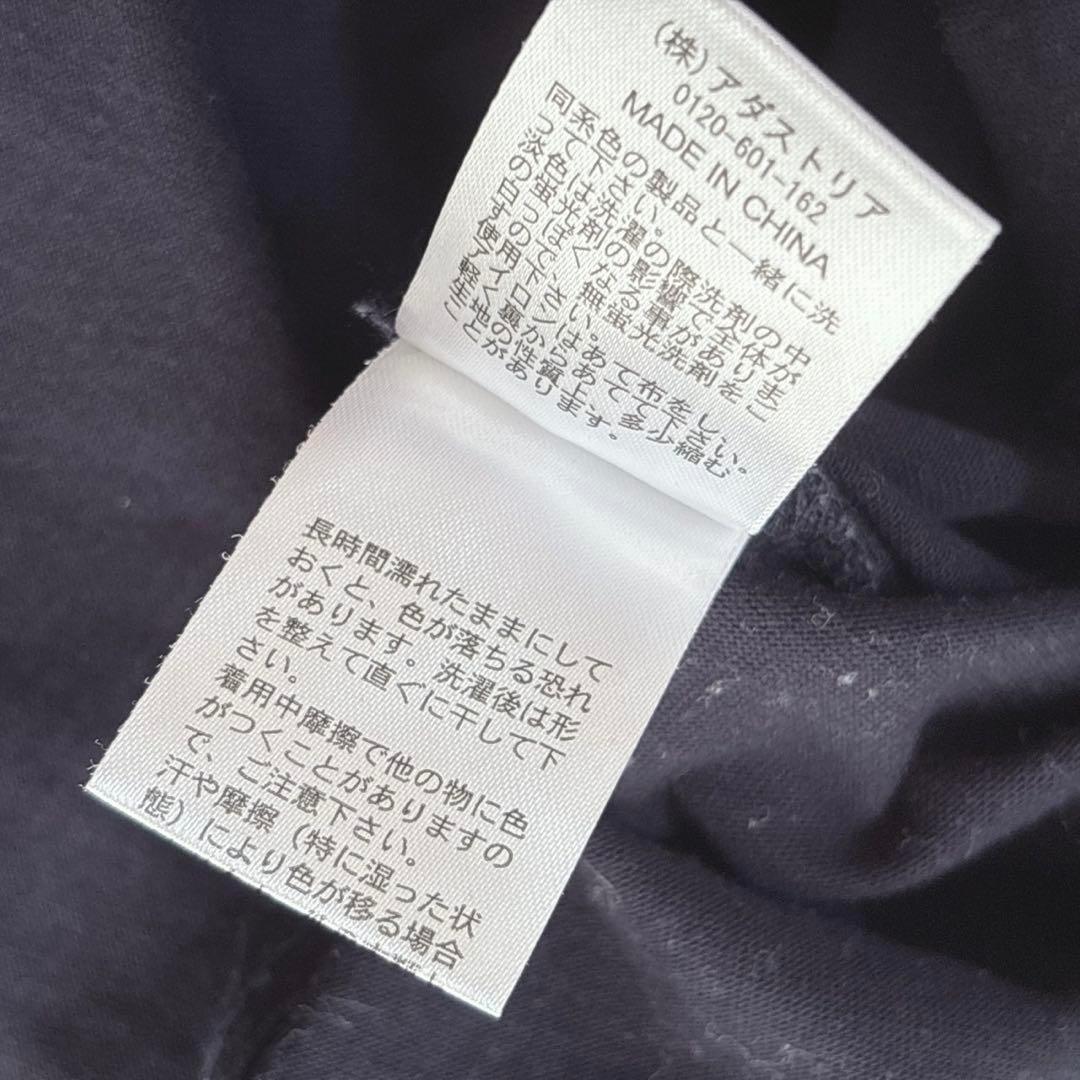 (株)アダストリア
0120-601-162
MADE IN CHINA
同系色の製品と一緒に洗
って下さい。
淡色は洗濯の際洗剤の中
の蛍光剤の影響で全体が
白っぽくなる事がありま
すので、無蛍光洗剤をご
使用下さい。
アイロンはあて布をし、
軽く裏からあてて下さい。
生地の性質上、多少縮む
ことがあります。
長時間濡れたままにして
おくと、色が落ちる恐れ
があります。洗濯後は形
を整えて直ぐに干して下
さい。
着用中摩擦で他の物に色
がつくことがありますの
で、ご注意下さい。
汗や摩擦(特に湿った状
態)により色が移る場合